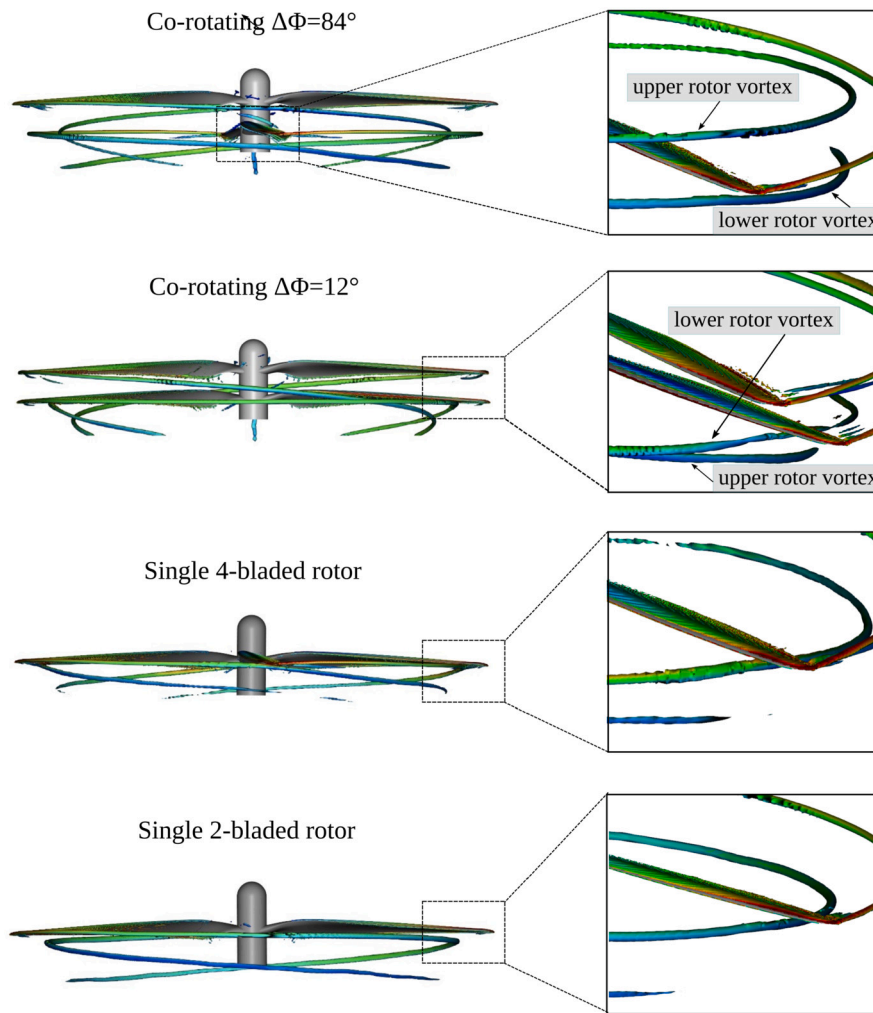 Co-rotating ΔΦ=84°
upper rotor vortex
lower rotor vortex
Co-rotating ΔΦ=12°
lower rotor vortex
upper rotor vortex
Single 4-bladed rotor
Single 2-bladed rotor